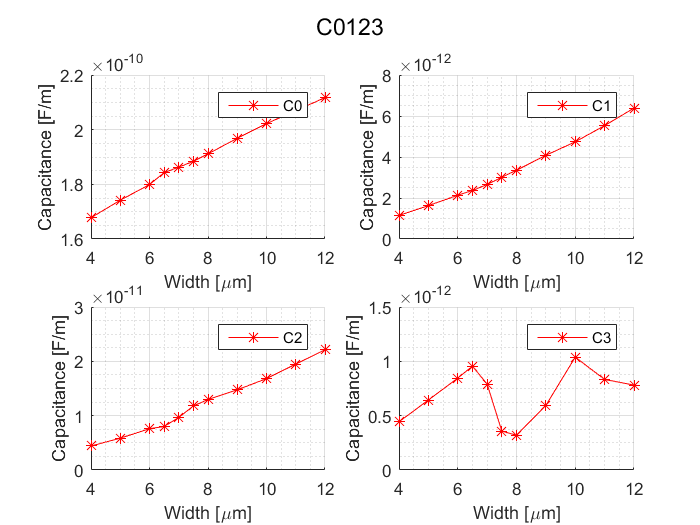 C0123
×10⁻¹⁰
2.2
2
1.8
1.6
Capacitance [F/m]
C0
4 6 8 10 12
Width [μm]
×10⁻¹²
8
6
4
2
0
Capacitance [F/m]
C1
4 6 8 10 12
Width [μm]
×10⁻¹¹
3
2
1
0
Capacitance [F/m]
C2
4 6 8 10 12
Width [μm]
×10⁻¹²
1.5
1
0.5
0
Capacitance [F/m]
C3
4 6 8 10 12
Width [μm]